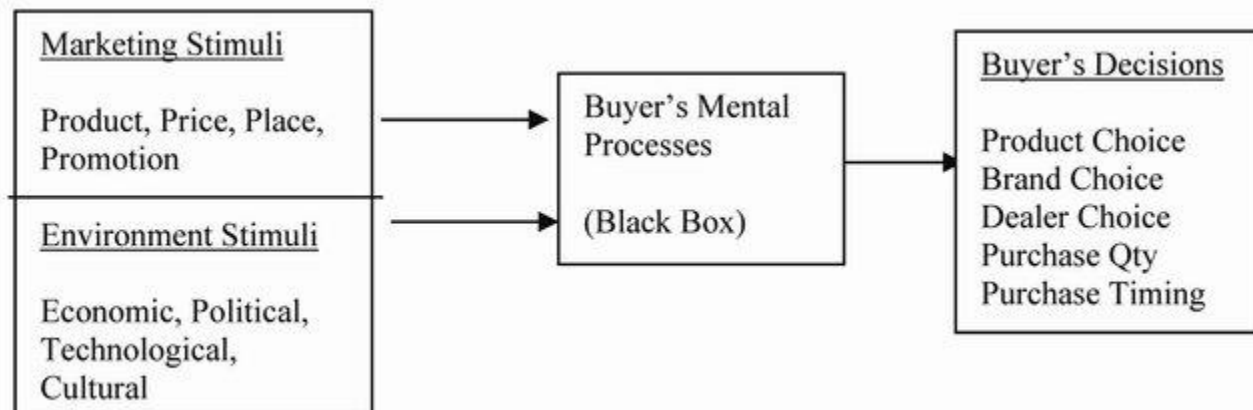 Marketing Stimuli
Product, Price, Place,
Promotion
Environment Stimuli
Economic, Political,
Technological,
Cultural
Buyer’s Mental
Processes
(Black Box)
Buyer’s Decisions
Product Choice
Brand Choice
Dealer Choice
Purchase Qty
Purchase Timing